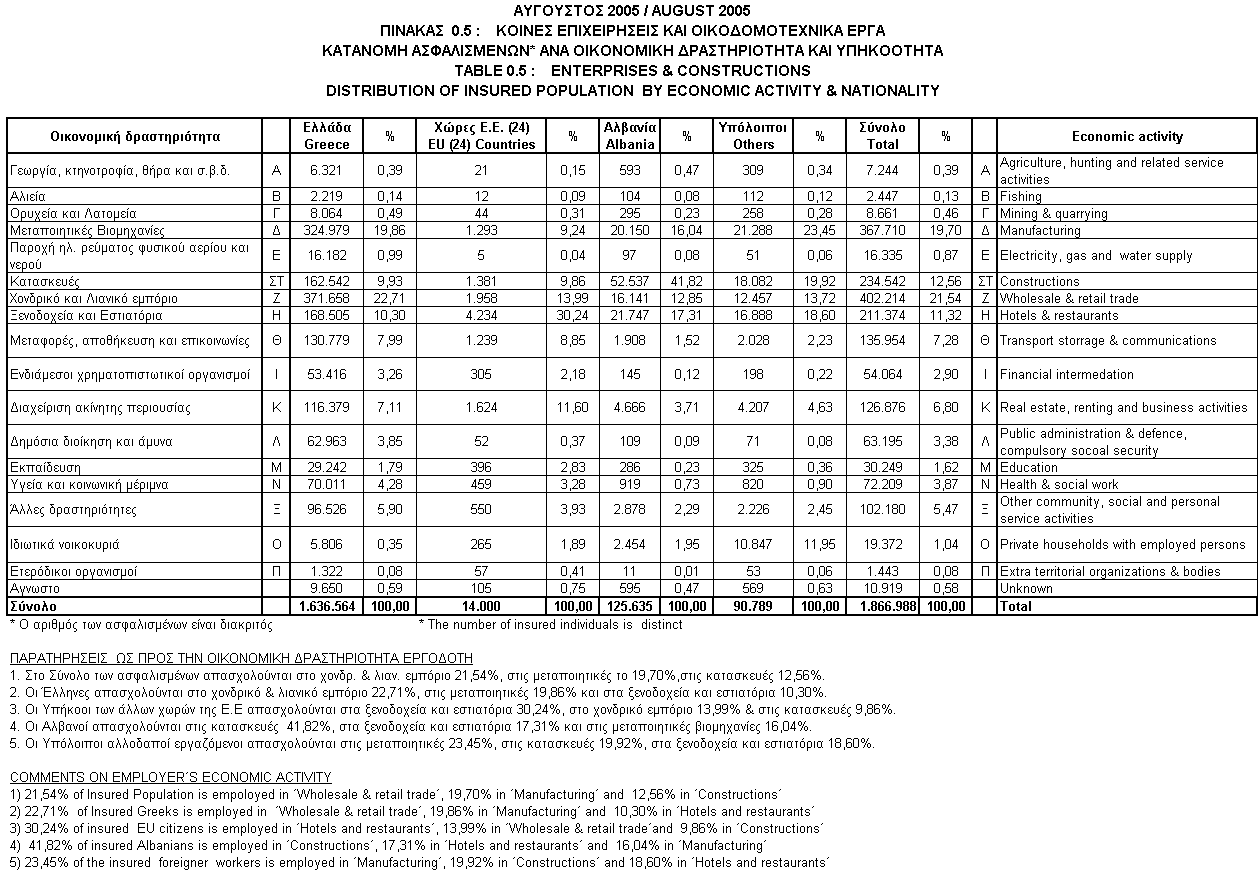 ΑΥΓΟΥΣΤΟΣ 2005 / AUGUST 2005
ΠΙΝΑΚΑΣ 0.5 : ΚΟΙΝΕΣ ΕΠΙΧΕΙΡΗΣΕΙΣ ΚΑΙ ΟΙΚΟΔΟΜΟΤΕΧΝΙΚΑ ΕΡΓΑ
ΚΑΤΑΝΟΜΗ ΑΣΦΑΛΙΣΜΕΝΩΝ* ΑΝΑ ΟΙΚΟΝΟΜΙΚΗ ΔΡΑΣΤΗΡΙΟΤΗΤΑ ΚΑΙ ΥΠΗΚΟΟΤΗΤΑ
TABLE 0.5 : ENTERPRISES & CONSTRUCTIONS
DISTRIBUTION OF INSURED POPULATION BY ECONOMIC ACTIVITY & NATIONALITY
Οικονομική δραστηριότητα Ελλάδα Greece % Χώρες Ε.Ε. (24) EU (24) Countries % Αλβανία Albania % Υπόλοιποι Others % Σύνολο Total % Economic activity
Γεωργία, κτηνοτροφία, θήρα και σ.β.δ. Α 6.321 0,39 21 0,15 593 0,47 309 0,34 7.244 0,39 Α Agriculture, hunting and related service activities
Αλιεία Β 2.219 0,14 12 0,09 104 0,08 112 0,12 2.447 0,13 Β Fishing
Ορυχεία και Λατομεία Γ 8.064 0,49 44 0,31 295 0,23 258 0,28 8.661 0,46 Γ Mining & quarrying
Μεταποιητικές Βιομηχανίες Δ 324.979 19,86 1.293 9,24 20.150 16,04 21.288 23,45 367.710 19,70 Δ Manufacturing
Παροχή ηλ. ρεύματος φυσικού αερίου και νερού Ε 16.182 0,99 5 0,04 97 0,08 51 0,06 16.335 0,87 Ε Electricity, gas and water supply
Κατασκευές ΣΤ 162.542 9,93 1.381 9,86 52.537 41,82 18.082 19,92 234.542 12,56 ΣΤ Constructions
Χονδρικό και Λιανικό εμπόριο Ζ 371.658 22,71 1.958 13,99 16.141 12,85 12.457 13,72 402.214 21,54 Ζ Wholesale & retail trade
Ξενοδοχεία και Εστιατόρια Η 168.505 10,30 4.234 30,24 21.747 17,31 16.888 18,60 211.374 11,32 Η Hotels & restaurants
Μεταφορές, αποθήκευση και επικοινωνίες Θ 130.779 7,99 1.239 8,85 1.908 1,52 2.028 2,23 135.954 7,28 Θ Transport storrage & communications
Ενδιάμεσοι χρηματοπιστωτικοί οργανισμοί Ι 53.416 3,26 305 2,18 145 0,12 198 0,22 54.064 2,90 Ι Financial intermedation
Διαχείριση ακίνητης περιουσίας Κ 116.379 7,11 1.624 11,60 4.666 3,71 4.207 4,63 126.876 6,80 Κ Real estate, renting and business activities
Δημόσια διοίκηση και άμυνα Λ 62.963 3,85 52 0,37 109 0,09 71 0,08 63.195 3,38 Λ Public administration & defence, compulsory socoal security
Εκπαίδευση Μ 29.242 1,79 396 2,83 286 0,23 325 0,36 30.249 1,62 Μ Education
Υγεία και κοινωνική μέριμνα Ν 70.011 4,28 459 3,28 919 0,73 820 0,90 72.209 3,87 Ν Health & social work
Άλλες δραστηριότητες Ξ 96.526 5,90 550 3,93 2.878 2,29 2.226 2,45 102.180 5,47 Ξ Other community, social and personal service activities
Ιδιωτικά νοικοκυριά Ο 5.806 0,35 265 1,89 2.454 1,95 10.847 11,95 19.372 1,04 Ο Private households with employed persons
Ετερόδικοι οργανισμοί Π 1.322 0,08 57 0,41 11 0,01 53 0,06 1.443 0,08 Π Extra territorial organizations & bodies
Αγνωστο 9.650 0,59 105 0,75 595 0,47 569 0,63 10.919 0,58 Unknown
Σύνολο 1.636.564 100,00 14.000 100,00 125.635 100,00 90.789 100,00 1.866.988 100,00 Total
* Ο αριθμός των ασφαλισμένων είναι διακριτός * The number of insured individuals is distinct
ΠΑΡΑΤΗΡΗΣΕΙΣ ΩΣ ΠΡΟΣ ΤΗΝ ΟΙΚΟΝΟΜΙΚΗ ΔΡΑΣΤΗΡΙΟΤΗΤΑ ΕΡΓΟΔΟΤΗ
1. Στο Σύνολο των ασφαλισμένων απασχολούνται στο χονδρ. & λιαν. εμπόριο 21,54%, στις μεταποιητικές το 19,70%,στις κατασκευές 12,56%.
2. Οι Έλληνες απασχολούνται στο χονδρικό & λιανικό εμπόριο 22,71%, στις μεταποιητικές 19,86% και στα ξενοδοχεία και εστιατόρια 10,30%.
3. Οι Υπήκοοι των άλλων χωρών της Ε.Ε απασχολούνται στα ξενοδοχεία και εστιατόρια 30,24%, στο χονδρικό εμπόριο 13,99% & στις κατασκευές 9,86%.
4. Οι Αλβανοί απασχολούνται στις κατασκευές 41,82%, στα ξενοδοχεία και εστιατόρια 17,31% και στις μεταποιητικές βιομηχανίες 16,04%.
5. Οι Υπόλοιποι αλλοδαποί εργαζόμενοι απασχολούνται στις μεταποιητικές 23,45%, στις κατασκευές 19,92%, στα ξενοδοχεία και εστιατόρια 18,60%.
COMMENTS ON EMPLOYER´S ECONOMIC ACTIVITY
1) 21,54% of Insured Population is empoloyed in ´Wholesale & retail trade´, 19,70% in ´Manufacturing´ and 12,56% in ´Constructions´
2) 22,71% of Insured Greeks is employed in ´Wholesale & retail trade´, 19,86% in ´Manufacturing´ and 10,30% in ´Hotels and restaurants´
3) 30,24% of insured EU citizens is employed in ´Hotels and restaurants´, 13,99% in ´Wholesale & retail trade´and 9,86% in ´Constructions´
4) 41,82% of insured Albanians is employed in ´Constructions´, 17,31% in ´Hotels and restaurants´ and 16,04% in ´Manufacturing´
5) 23,45% of the insured foreigner workers is employed in ´Manufacturing´, 19,92% in ´Constructions´ and 18,60% in ´Hotels and restaurants´